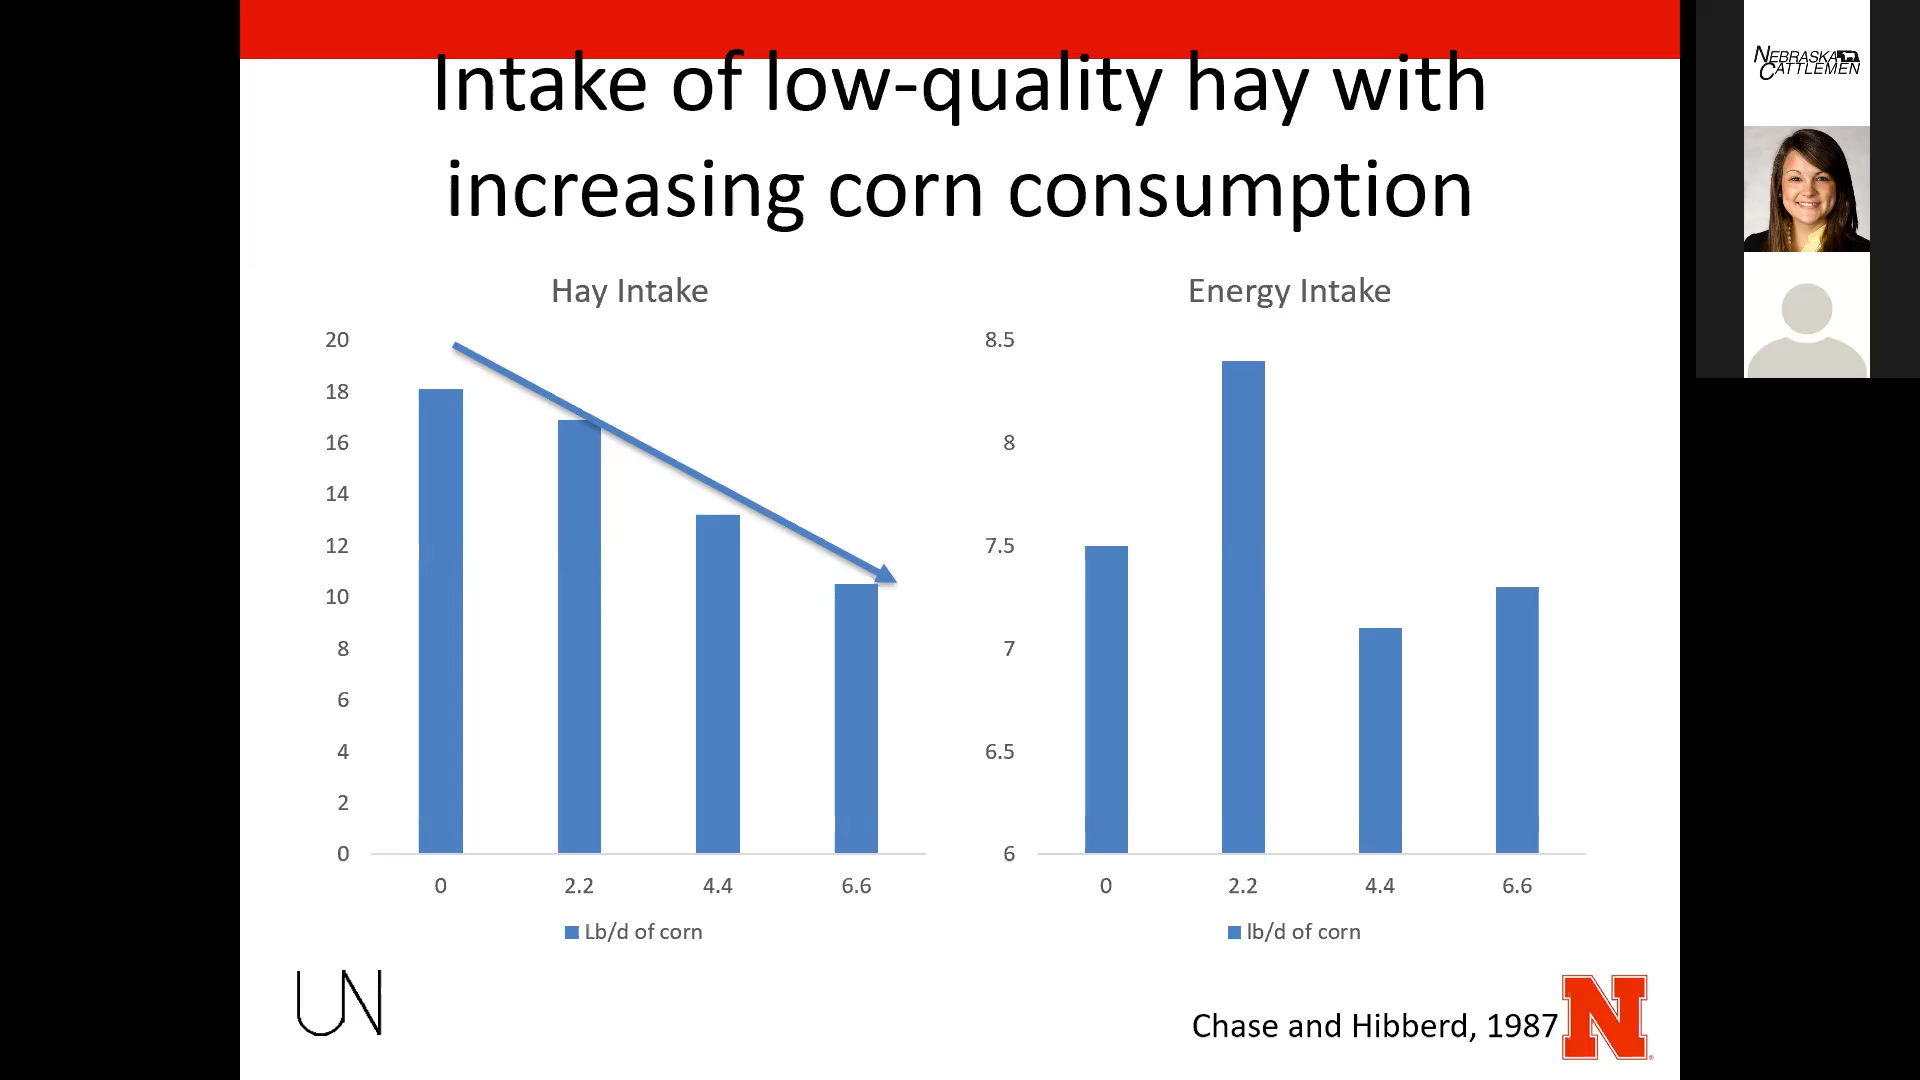 Intake of low-quality hay with
increasing corn consumption
NEBRASKA
CATTLEMEN
Hay Intake
20
18
16
14
12
10
8
6
4
2
0
0 2.2 4.4 6.6
Lb/d of corn
Energy Intake
8.5
8
7.5
7
6.5
6
0 2.2 4.4 6.6
lb/d of corn
UN
Chase and Hibberd, 1987
N